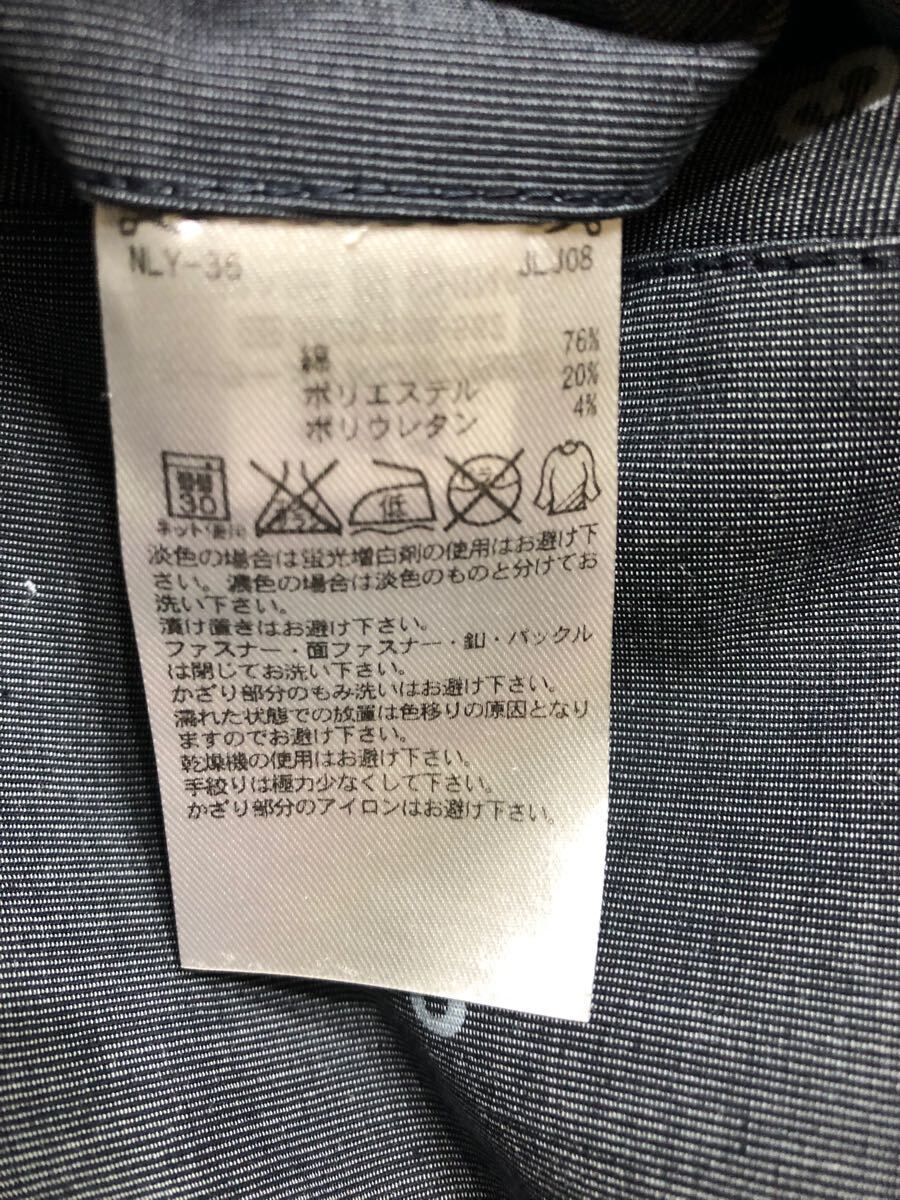 NLY-36 JLJ08
綿 76%
ポリエステル 20%
ポリウレタン 4%
30 低
ネット使用
淡色の場合は蛍光増白剤の使用はお避け下
さい。濃色の場合は淡色のものと分けてお
洗い下さい。
漬け置きはお避け下さい。
ファスナー・面ファスナー・釦・バックル
は閉じてお洗い下さい。
かざり部分のもみ洗いはお避け下さい。
濡れた状態での放置は色移りの原因となり
ますのでお避け下さい。
乾燥機の使用はお避け下さい。
手絞りは極力少なくして下さい。
かざり部分のアイロンはお避け下さい。